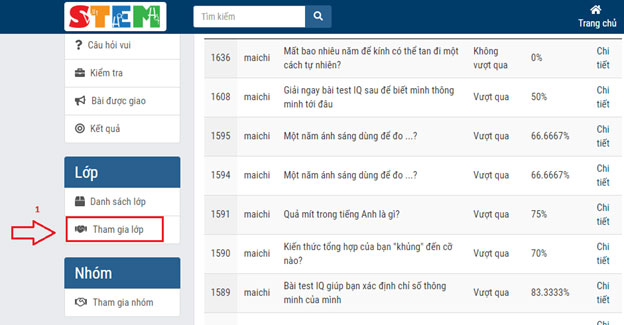 STEM
Tìm kiếm
Trang chủ
Câu hỏi vui
Kiểm tra
Bài được giao
Kết quả
Lớp
Danh sách lớp
1
Tham gia lớp
Nhóm
Tham gia nhóm
1636 maichi Mất bao nhiêu năm để kính có thể tan đi một Không 0% Chi
cách tự nhiên? vượt qua tiết
1608 maichi Giải ngay bài test IQ sau để biết mình thông Vượt qua 50% Chi
minh tới đâu tiết
1595 maichi Một năm ánh sáng dùng để đo ...? Vượt qua 66.6667% Chi
tiết
1594 maichi Một năm ánh sáng dùng để đo ...? Vượt qua 66.6667% Chi
tiết
1591 maichi Quả mít trong tiếng Anh là gì? Vượt qua 75% Chi
tiết
1590 maichi Kiến thức tổng hợp của bạn "khủng" đến cỡ Vượt qua 70% Chi
nào? tiết
1589 maichi Bài test IQ giúp bạn xác định chỉ số thông Vượt qua 83.3333% Chi
minh của mình tiết